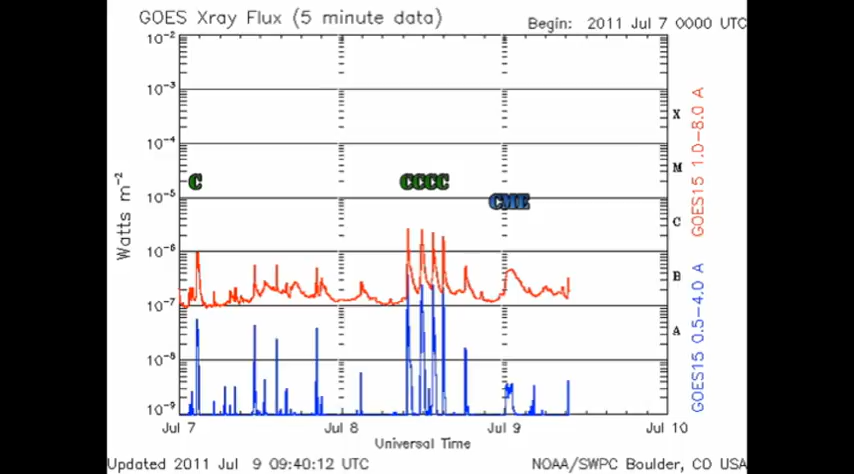 GOES Xray Flux (5 minute data)
Begin: 2011 Jul 7 0000 UTC
10⁻²
10⁻³
10⁻⁴
10⁻⁵
10⁻⁶
10⁻⁷
10⁻⁸
10⁻⁹
Watts m⁻²
C
CCCC
CME
X
M
C
B
A
GOES15 1.0-8.0 A
GOES15 0.5-4.0 A
Jul 7
Jul 8
Jul 9
Jul 10
Universal Time
Updated 2011 Jul 9 09:40:12 UTC
NOAA/SWPC Boulder, CO USA